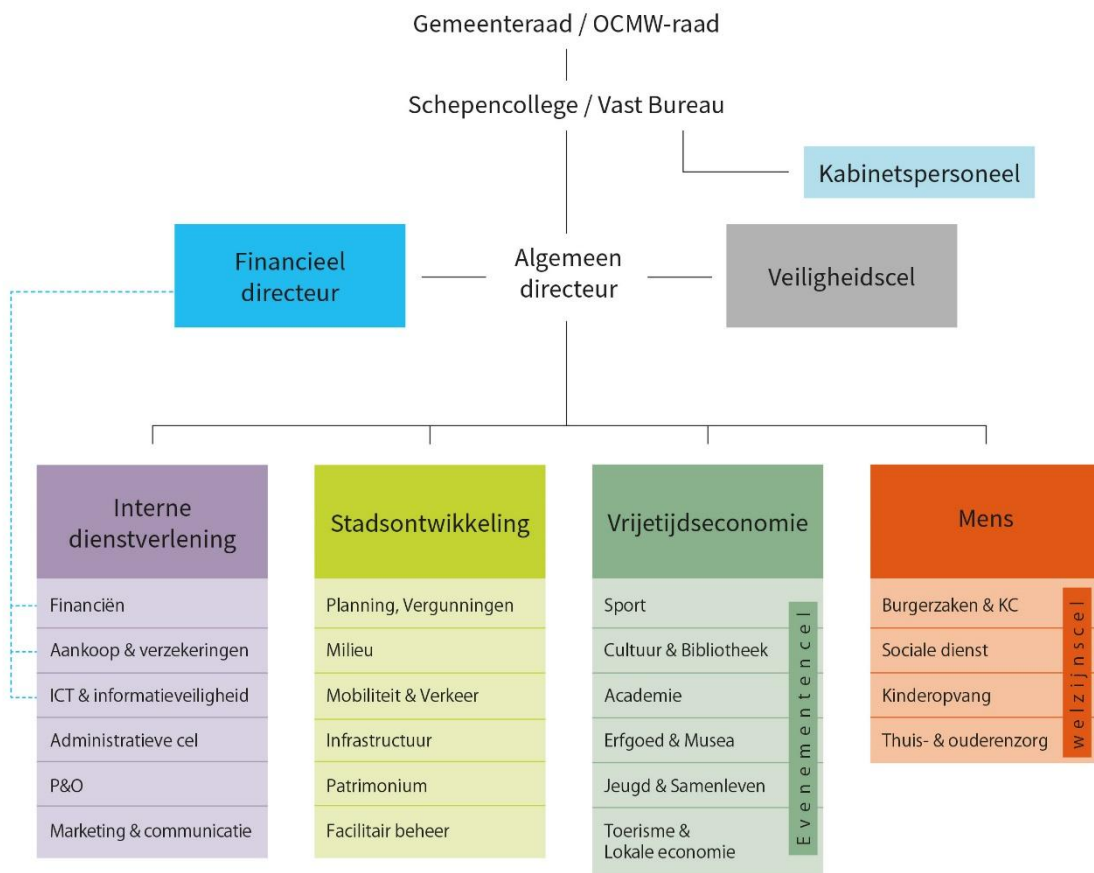 Gemeenteraad / OCMW-raad
Schepencollege / Vast Bureau
Kabinetspersoneel
Financieel
directeur
Algemeen
directeur
Veiligheidscel
Interne
dienstverlening
Financiën
Aankoop & verzekeringen
ICT & informatieveiligheid
Administratieve cel
P&O
Marketing & communicatie
Stadsontwikkeling
Planning, Vergunningen
Milieu
Mobiliteit & Verkeer
Infrastructuur
Patrimonium
Facilitair beheer
Vrijetijdseconomie
Sport
Cultuur & Bibliotheek
Academie
Erfgoed & Musea
Jeugd & Samenleven
Toerisme &
Lokale economie
Evenementencel
Mens
Burgerzaken & KC
Sociale dienst
Kinderopvang
Thuis- & ouderenzorg
welzijnscel